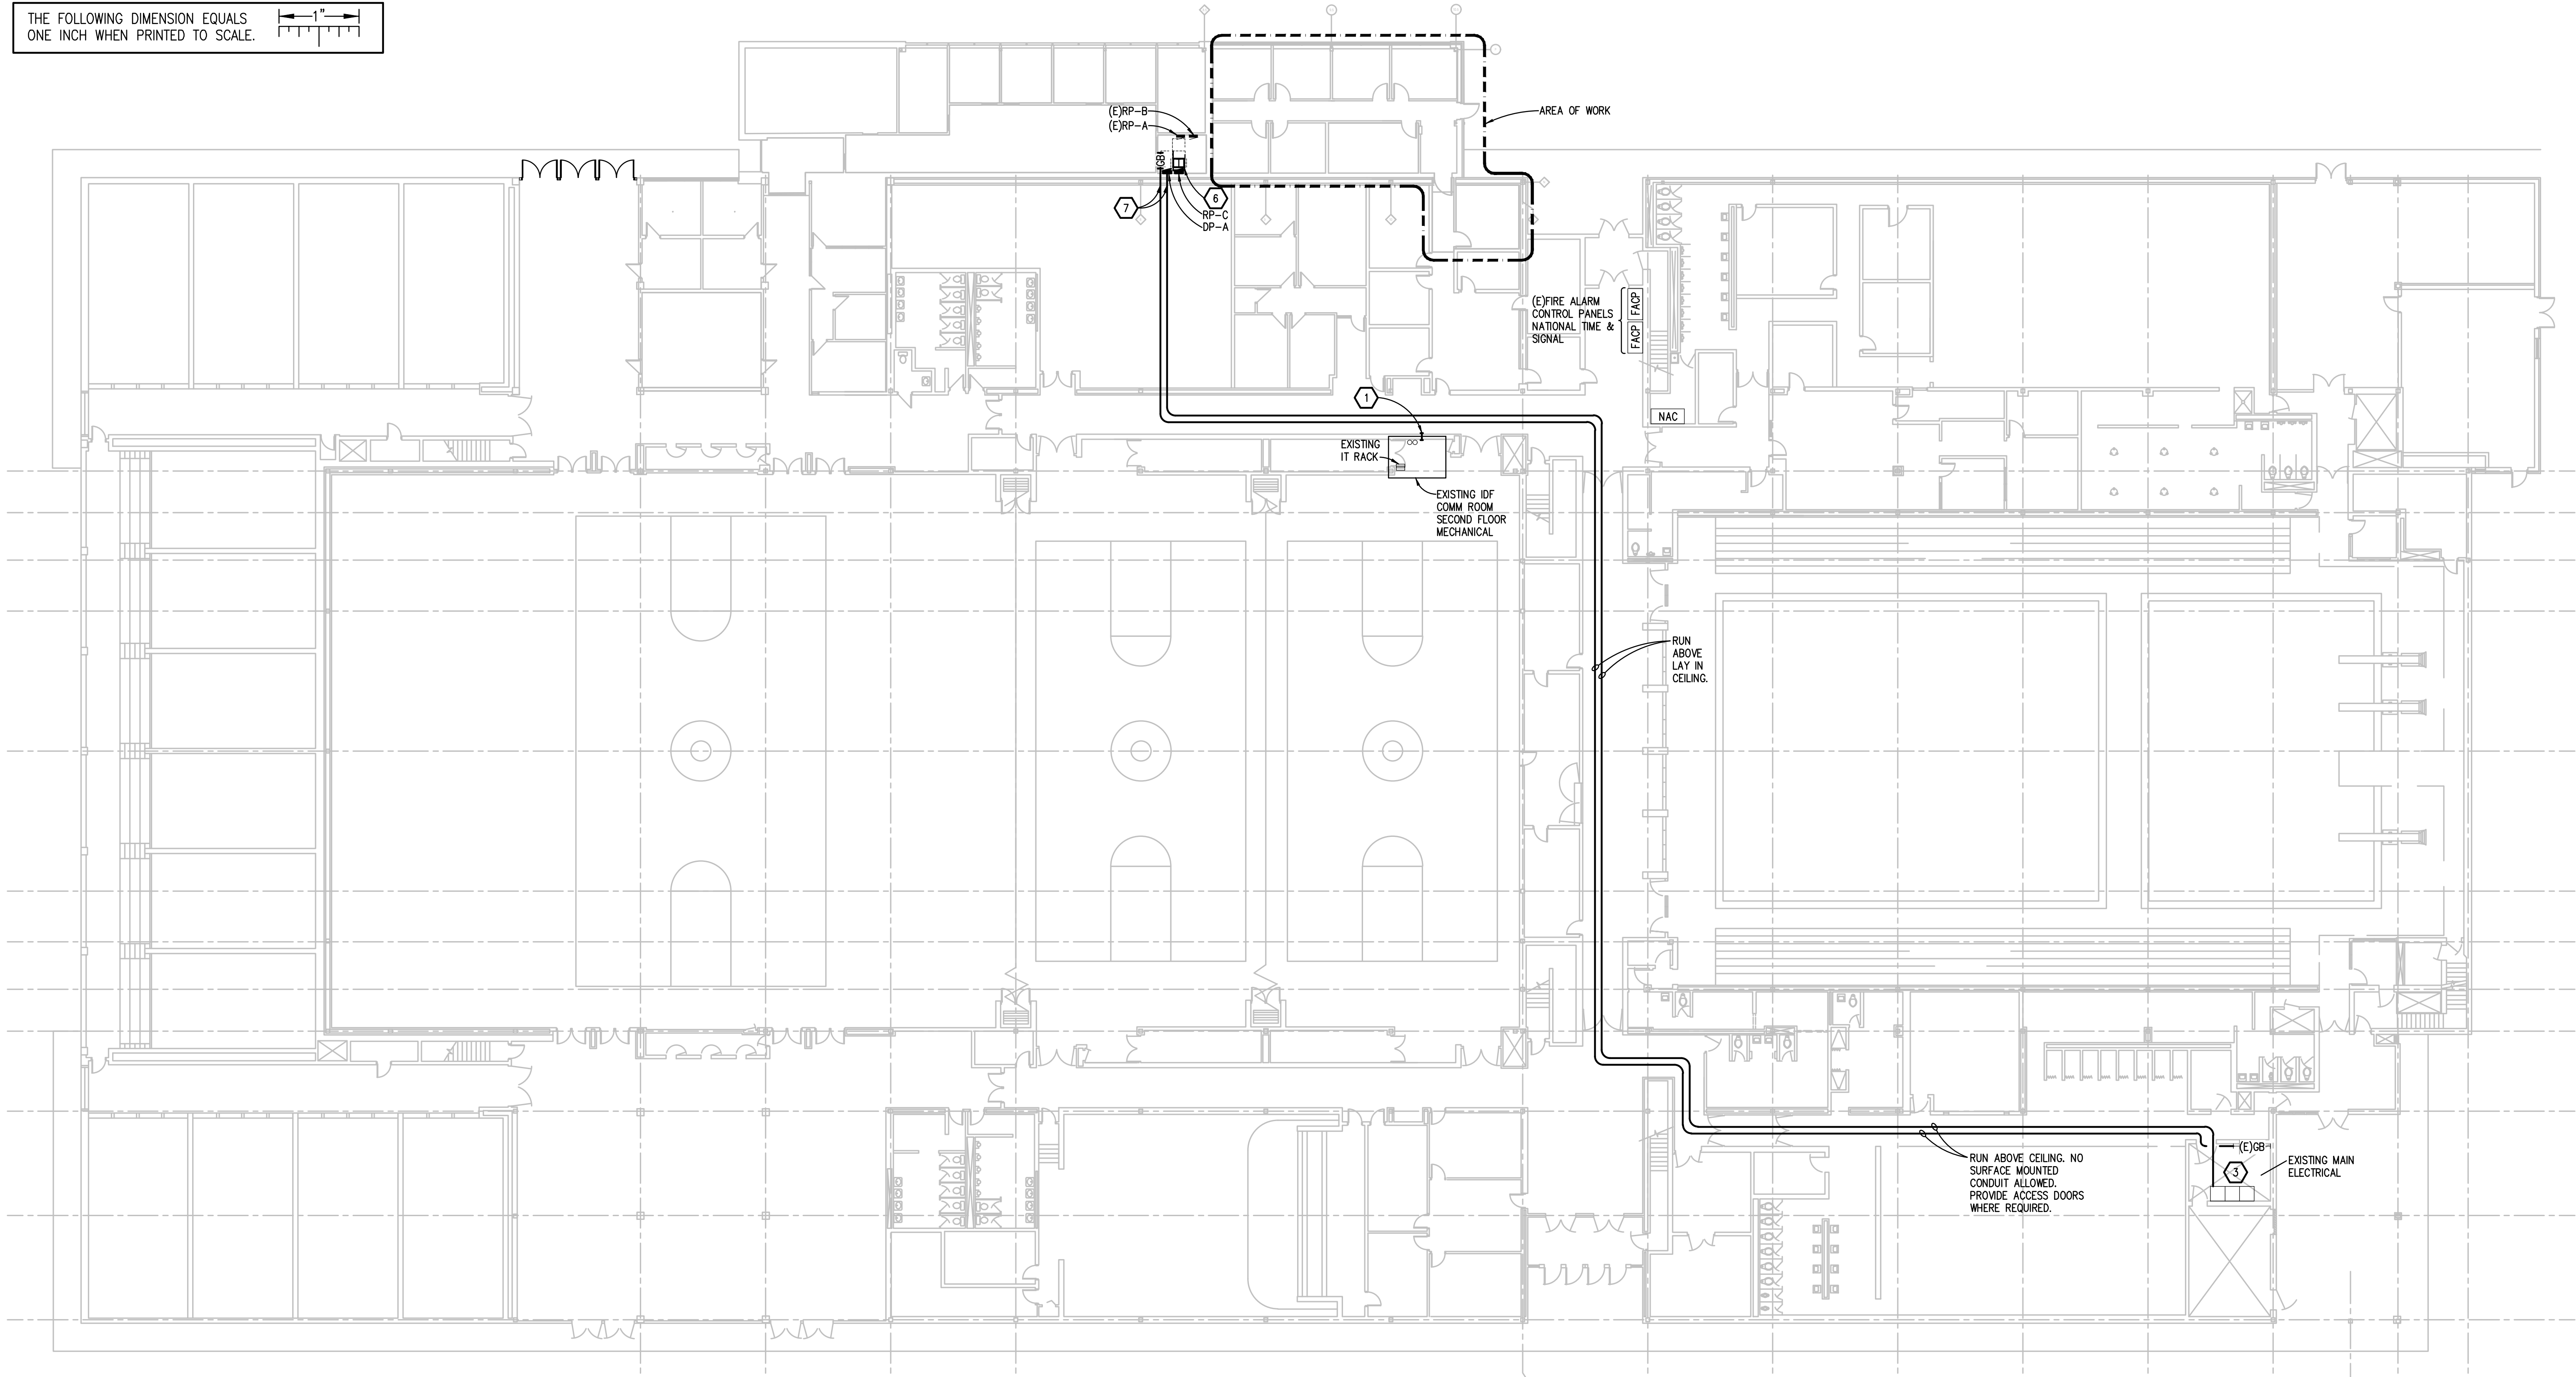 THE FOLLOWING DIMENSION EQUALS
ONE INCH WHEN PRINTED TO SCALE.
1"
(E)RP-B
(E)RP-A
GB
AREA OF WORK
7
6
RP-C
DP-A
(E)FIRE ALARM
CONTROL PANELS
NATIONAL TIME &
SIGNAL
FACP
FACP
1
NAC
EXISTING
IT RACK
EXISTING IDF
COMM ROOM
SECOND FLOOR
MECHANICAL
RUN
ABOVE
LAY IN
CEILING.
RUN ABOVE CEILING. NO
SURFACE MOUNTED
CONDUIT ALLOWED.
PROVIDE ACCESS DOORS
WHERE REQUIRED.
(E)GB
3
EXISTING MAIN
ELECTRICAL